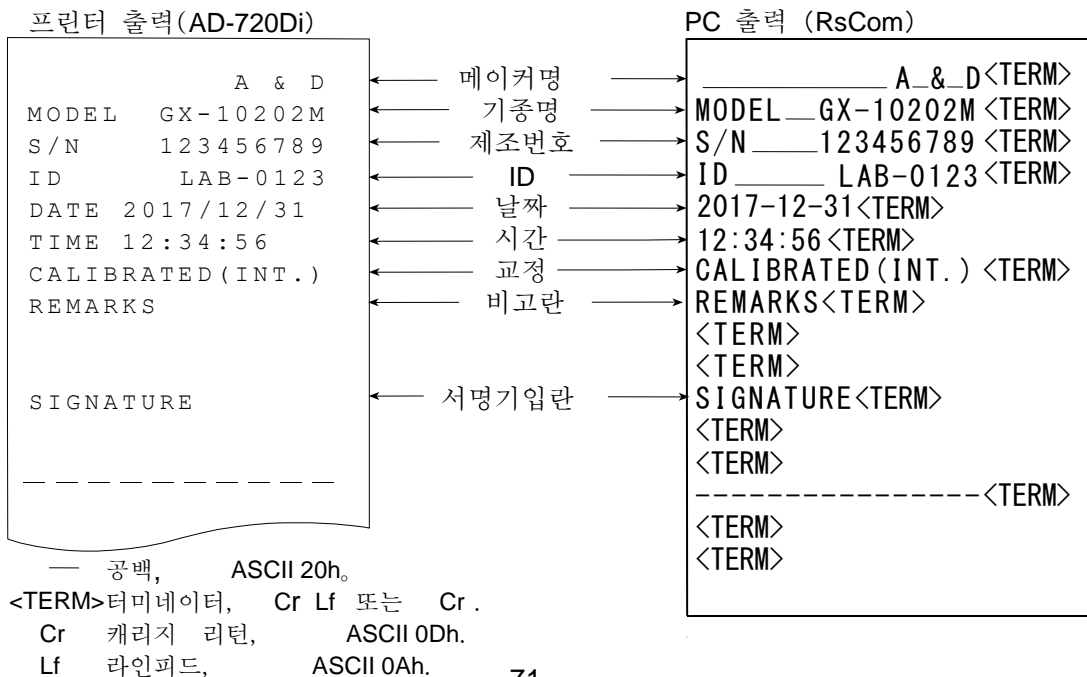 프린터 출력(AD-720Di)
A & D
MODEL GX-10202M
S/N 123456789
ID LAB-0123
DATE 2017/12/31
TIME 12:34:56
CALIBRATED(INT.)
REMARKS
SIGNATURE
_ _ _ _ _ _ _ _ _ _ _ _ _
메이커명
기종명
제조번호
ID
날짜
시간
교정
비고란
서명기입란
PC 출력 (RsCom)
___________A_&_D<TERM>
MODEL__GX-10202M<TERM>
S/N____123456789<TERM>
ID______LAB-0123<TERM>
2017-12-31<TERM>
12:34:56<TERM>
CALIBRATED(INT.)<TERM>
REMARKS<TERM>
<TERM>
<TERM>
SIGNATURE<TERM>
<TERM>
<TERM>
----------------<TERM>
<TERM>
<TERM>
— 공백, ASCII 20h。
<TERM>터미네이터, Cr Lf 또는 Cr .
Cr 캐리지 리턴, ASCII 0Dh.
Lf 라인피드, ASCII 0Ah.